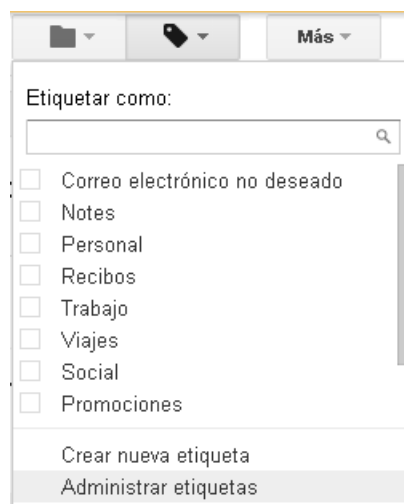 Más
Etiquetar como:
Correo electrónico no deseado
Notes
Personal
Recibos
Trabajo
Viajes
Social
Promociones
Crear nueva etiqueta
Administrar etiquetas